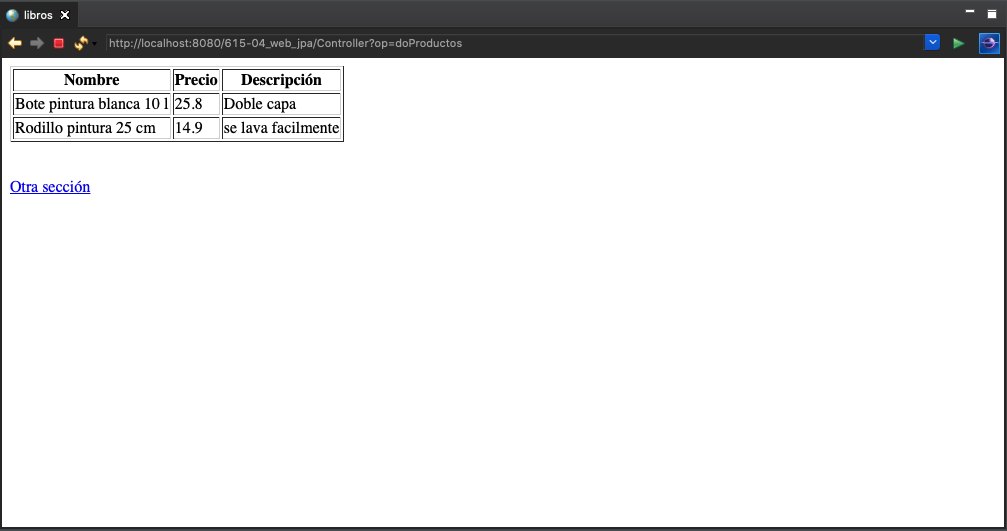 libros
http://localhost:8080/615-04_web_jpa/Controller?op=doProductos
Nombre Precio Descripción
Bote pintura blanca 10 l 25.8 Doble capa
Rodillo pintura 25 cm 14.9 se lava facilmente
Otra sección